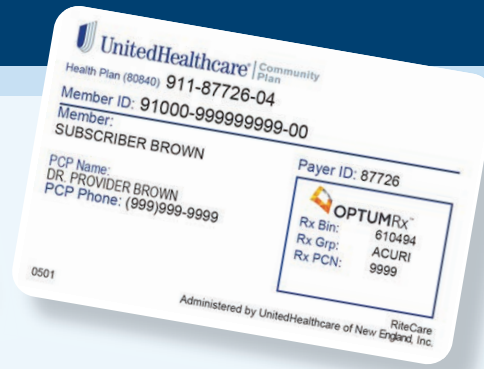 UnitedHealthcare® | Community Plan
Health Plan (80840) 911-87726-04
Member ID: 91000-999999999-00
Member:
SUBSCRIBER BROWN
PCP Name:
DR. PROVIDER BROWN
PCP Phone: (999)999-9999
Payer ID: 87726
OPTUMRx™
Rx Bin: 610494
Rx Grp: ACURI
Rx PCN: 9999
0501
RiteCare
Administered by UnitedHealthcare of New England, Inc.